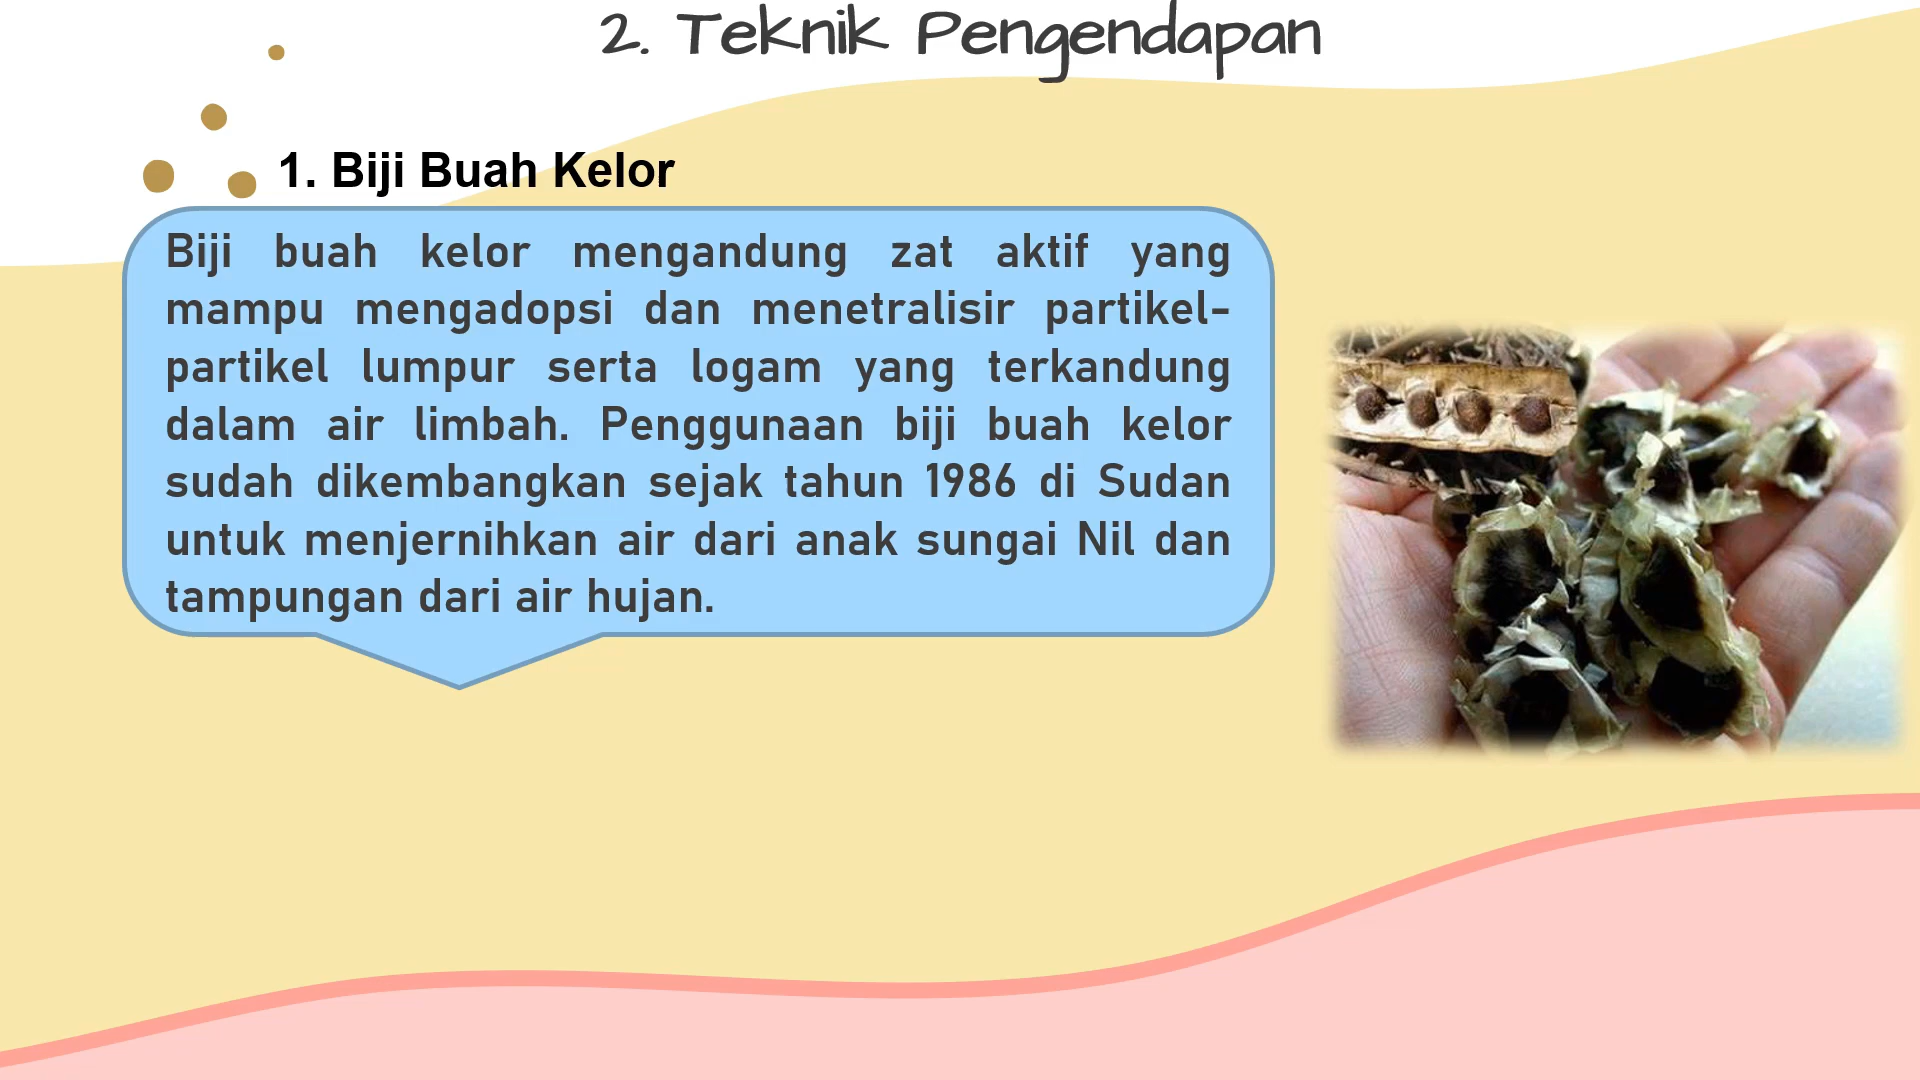 2. Teknik Pengendapan
1. Biji Buah Kelor
Biji buah kelor mengandung zat aktif yang
mampu mengadopsi dan menetralisir partikel-
partikel lumpur serta logam yang terkandung
dalam air limbah. Penggunaan biji buah kelor
sudah dikembangkan sejak tahun 1986 di Sudan
untuk menjernihkan air dari anak sungai Nil dan
tampungan dari air hujan.